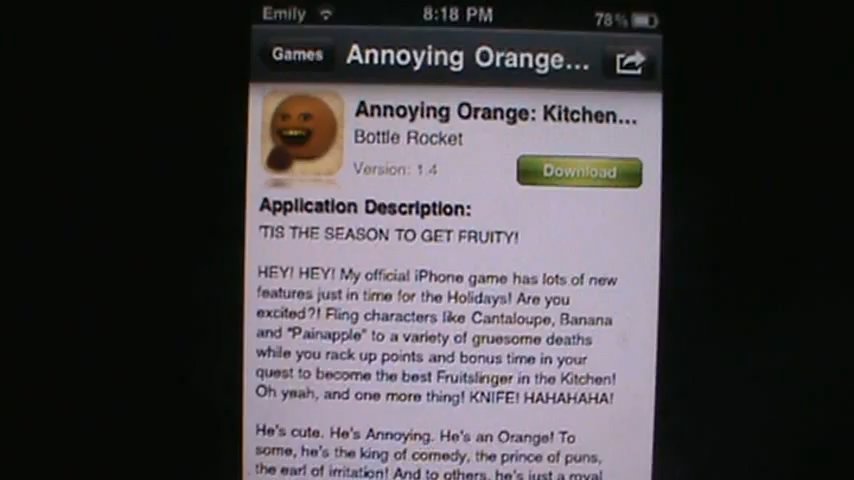 Emily 8:18 PM 78%
Games Annoying Orange...
Annoying Orange: Kitchen...
Bottle Rocket
Version: 1.4 Download
Application Description:
'TIS THE SEASON TO GET FRUITY!
HEY! HEY! My official iPhone game has lots of new
features just in time for the Holidays! Are you
excited?! Fling characters like Cantaloupe, Banana
and "Painapple" to a variety of gruesome deaths
while you rack up points and bonus time in your
quest to become the best Fruitslinger in the Kitchen!
Oh yeah, and one more thing! KNIFE! HAHAHAHA!
He's cute. He's Annoying. He's an Orange! To
some, he's the king of comedy, the prince of puns,
the earl of irritation! And to others, he's just a royal